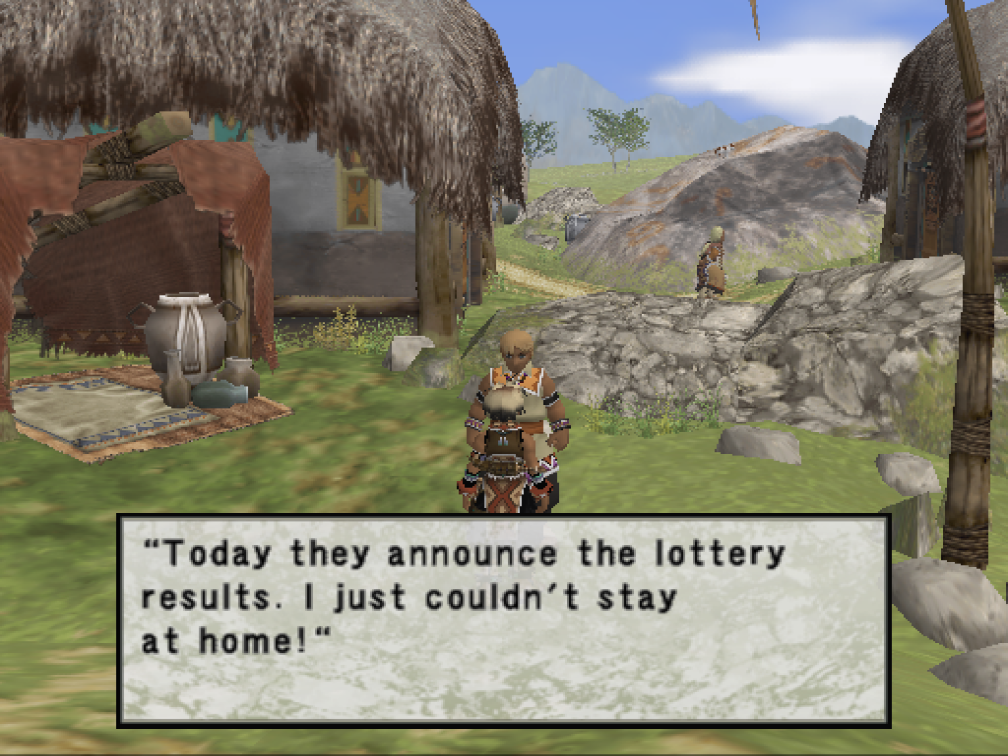 “Today they announce the lottery
results. I just couldn't stay
at home!“